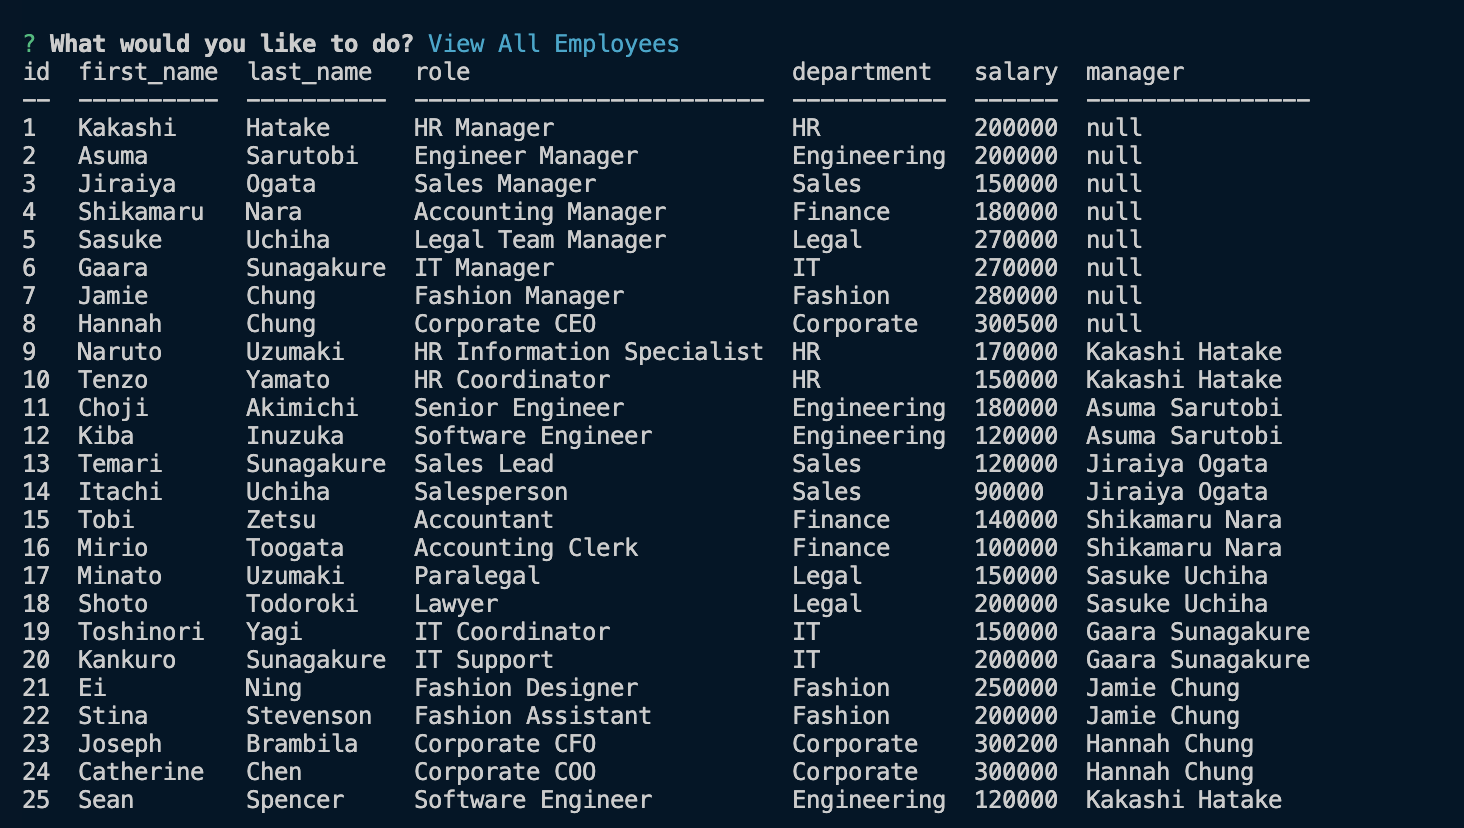 ? What would you like to do? View All Employees
id  first_name  last_name   role                       department   salary  manager
--  ----------  ----------  -------------------------  -----------  ------  ----------------
1   Kakashi     Hatake      HR Manager                 HR           200000  null
2   Asuma       Sarutobi    Engineer Manager           Engineering  200000  null
3   Jiraiya     Ogata       Sales Manager              Sales        150000  null
4   Shikamaru   Nara        Accounting Manager         Finance      180000  null
5   Sasuke      Uchiha      Legal Team Manager         Legal        270000  null
6   Gaara       Sunagakure  IT Manager                 IT           270000  null
7   Jamie       Chung       Fashion Manager            Fashion      280000  null
8   Hannah      Chung       Corporate CEO              Corporate    300500  null
9   Naruto      Uzumaki     HR Information Specialist  HR           170000  Kakashi Hatake
10  Tenzo       Yamato      HR Coordinator             HR           150000  Kakashi Hatake
11  Choji       Akimichi    Senior Engineer            Engineering  180000  Asuma Sarutobi
12  Kiba        Inuzuka     Software Engineer          Engineering  120000  Asuma Sarutobi
13  Temari      Sunagakure  Sales Lead                 Sales        120000  Jiraiya Ogata
14  Itachi      Uchiha      Salesperson                Sales        90000   Jiraiya Ogata
15  Tobi        Zetsu       Accountant                 Finance      140000  Shikamaru Nara
16  Mirio       Toogata     Accounting Clerk           Finance      100000  Shikamaru Nara
17  Minato      Uzumaki     Paralegal                  Legal        150000  Sasuke Uchiha
18  Shoto       Todoroki    Lawyer                     Legal        200000  Sasuke Uchiha
19  Toshinori   Yagi        IT Coordinator             IT           150000  Gaara Sunagakure
20  Kankuro     Sunagakure  IT Support                 IT           200000  Gaara Sunagakure
21  Ei          Ning        Fashion Designer           Fashion      250000  Jamie Chung
22  Stina       Stevenson   Fashion Assistant          Fashion      200000  Jamie Chung
23  Joseph      Brambila    Corporate CFO              Corporate    300200  Hannah Chung
24  Catherine   Chen        Corporate COO              Corporate    300000  Hannah Chung
25  Sean        Spencer     Software Engineer          Engineering  120000  Kakashi Hatake